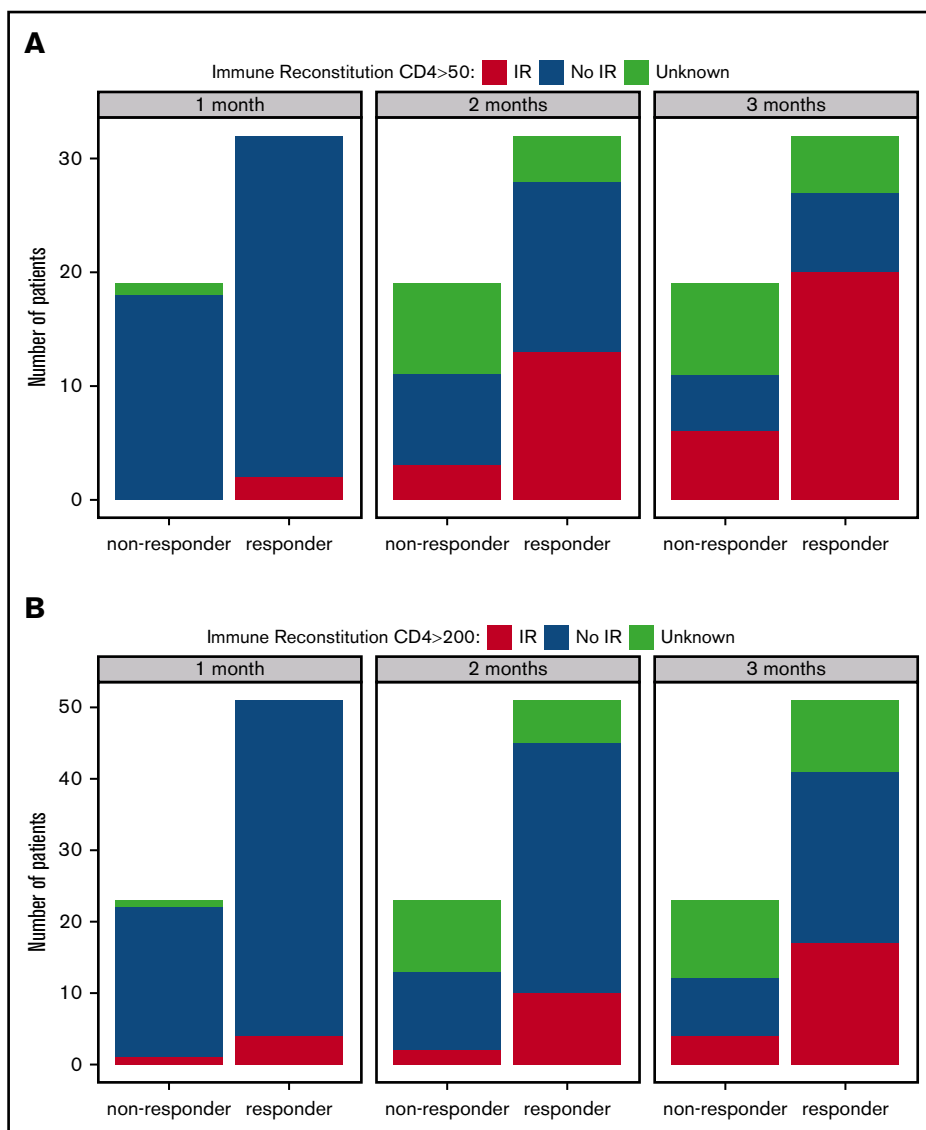 A
Immune Reconstitution CD4>50: IR No IR Unknown
1 month 2 months 3 months
Number of patients
30
20
10
0
non-responder responder non-responder responder non-responder responder
B
Immune Reconstitution CD4>200: IR No IR Unknown
1 month 2 months 3 months
Number of patients
50
40
30
20
10
0
non-responder responder non-responder responder non-responder responder